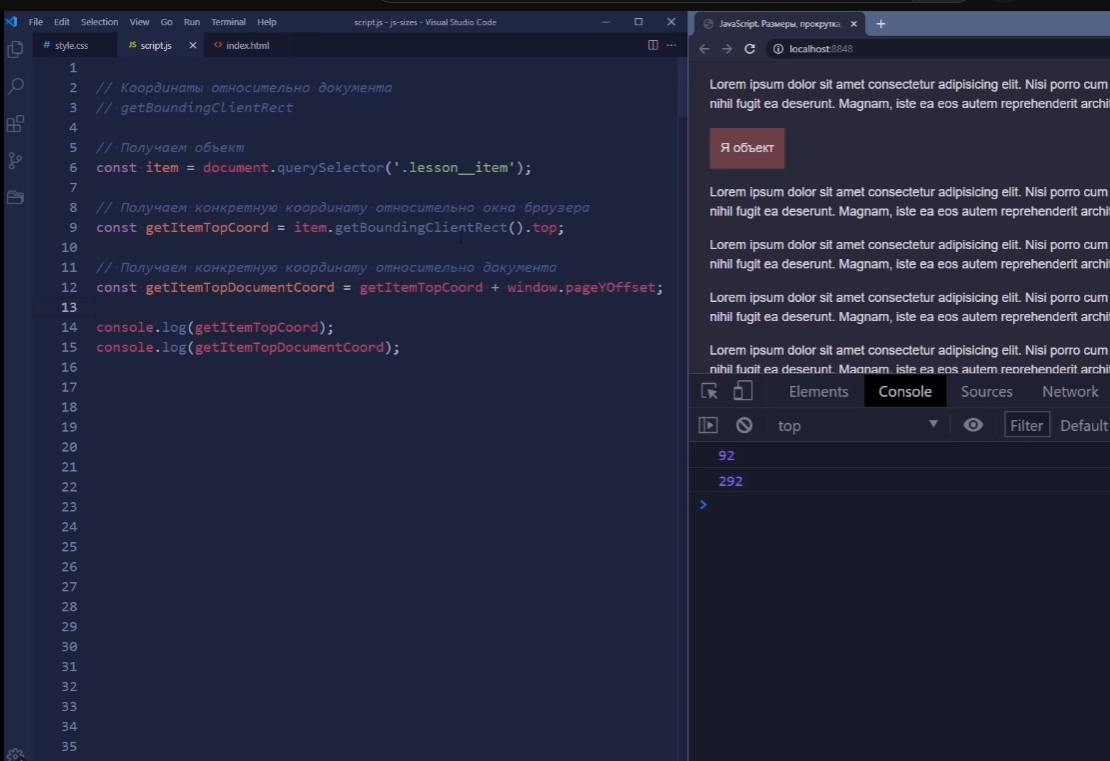 File Edit Selection View Go Run Terminal Help
script.js - js-sizes - Visual Studio Code
# style.css
JS script.js
<> index.html
1
2 // Координаты относительно документа
3 // getBoundingClientRect
4
5 // Получаем объект
6 const item = document.querySelector('.lesson__item');
7
8 // Получаем конкретную координату относительно окна браузера
9 const getItemTopCoord = item.getBoundingClientRect().top;
10
11 // Получаем конкретную координату относительно документа
12 const getItemTopDocumentCoord = getItemTopCoord + window.pageYOffset;
13
14 console.log(getItemTopCoord);
15 console.log(getItemTopDocumentCoord);
16
17
18
19
20
21
22
23
24
25
26
27
28
29
30
31
32
33
34
35
JavaScript. Размеры, прокрутка
localhost:8848
Lorem ipsum dolor sit amet consectetur adipisicing elit. Nisi porro cum
nihil fugit ea deserunt. Magnam, iste ea eos autem reprehenderit archit
Я объект
Lorem ipsum dolor sit amet consectetur adipisicing elit. Nisi porro cum
nihil fugit ea deserunt. Magnam, iste ea eos autem reprehenderit archit
Lorem ipsum dolor sit amet consectetur adipisicing elit. Nisi porro cum
nihil fugit ea deserunt. Magnam, iste ea eos autem reprehenderit archit
Lorem ipsum dolor sit amet consectetur adipisicing elit. Nisi porro cum
nihil fugit ea deserunt. Magnam, iste ea eos autem reprehenderit archit
Lorem ipsum dolor sit amet consectetur adipisicing elit. Nisi porro cum
nihil fugit ea deserunt. Magnam, iste ea eos autem reprehenderit archit
Elements Console Sources Network
top Filter Default
92
292